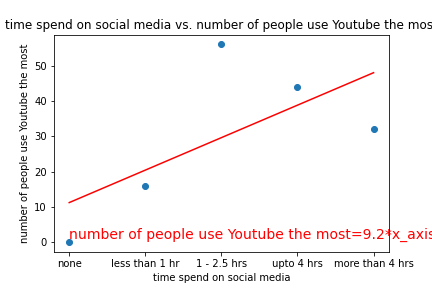 time spend on social media vs. number of people use Youtube the mos
number of people use Youtube the most
50
40
30
20
10
0
number of people use Youtube the most=9.2*x_axis
none
less than 1 hr
1 - 2.5 hrs
upto 4 hrs
more than 4 hrs
time spend on social media